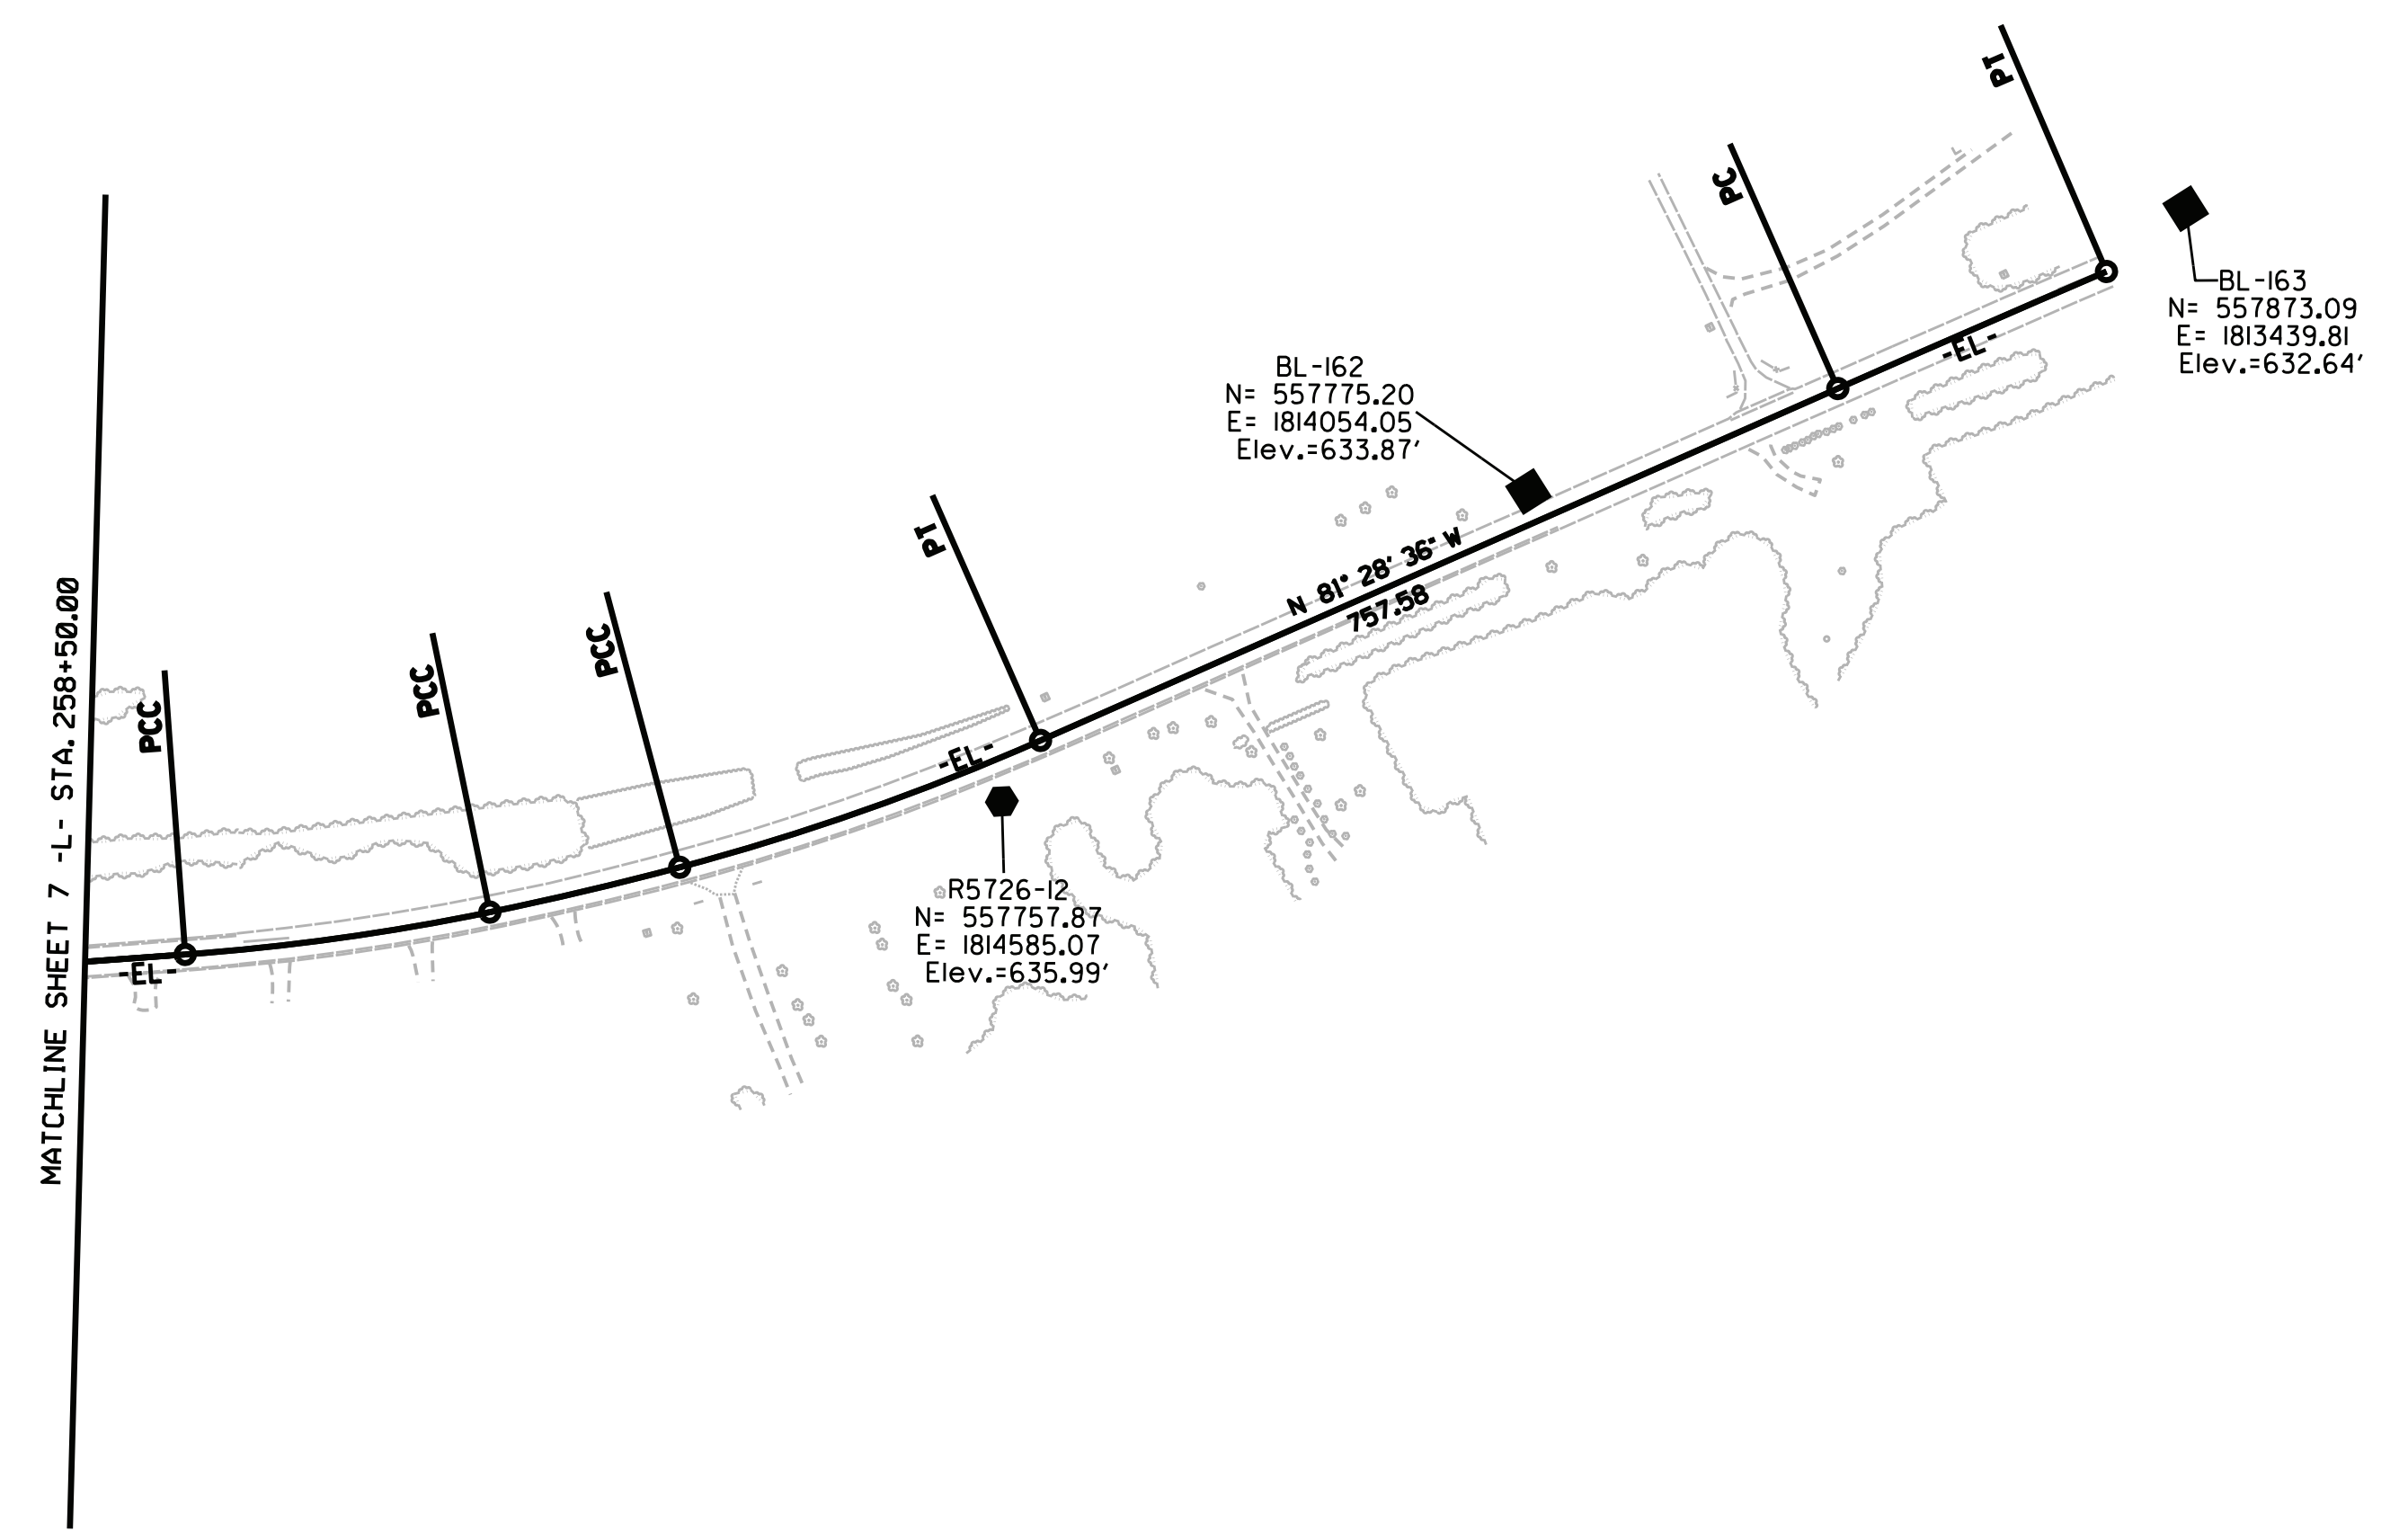 MATCHLINE SHEET 7 -L- STA. 258+50.00
PCC
-EL-
PCC
PCC
PT
-EL-
R5726-12
N= 557757.87
E= 1814585.07
Elev.=635.99'
N 81° 28' 36" W
757.58
BL-162
N= 557775.20
E= 1814054.05
Elev.=633.87'
PC
PT
-EL-
BL-163
N= 557873.09
E= 1813439.81
Elev.=632.64'